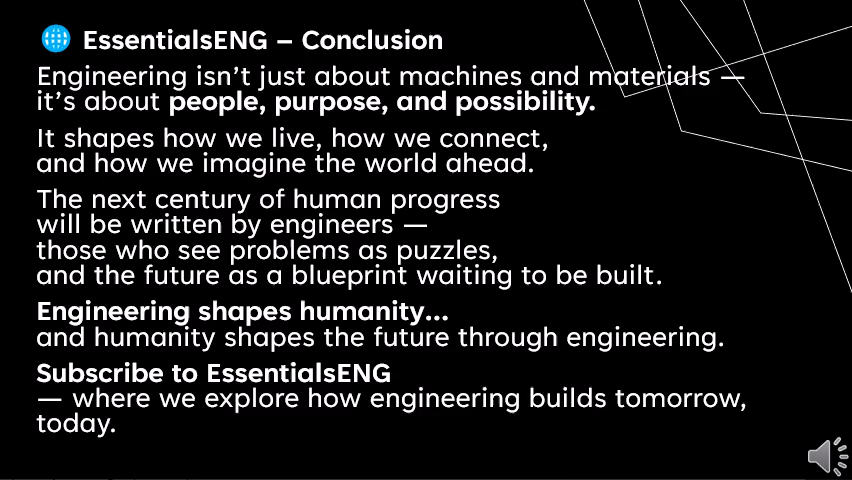 🌐 EssentialsENG – Conclusion
Engineering isn't just about machines and materials —
it's about people, purpose, and possibility.
It shapes how we live, how we connect,
and how we imagine the world ahead.
The next century of human progress
will be written by engineers —
those who see problems as puzzles,
and the future as a blueprint waiting to be built.
Engineering shapes humanity...
and humanity shapes the future through engineering.
Subscribe to EssentialsENG
— where we explore how engineering builds tomorrow,
today.